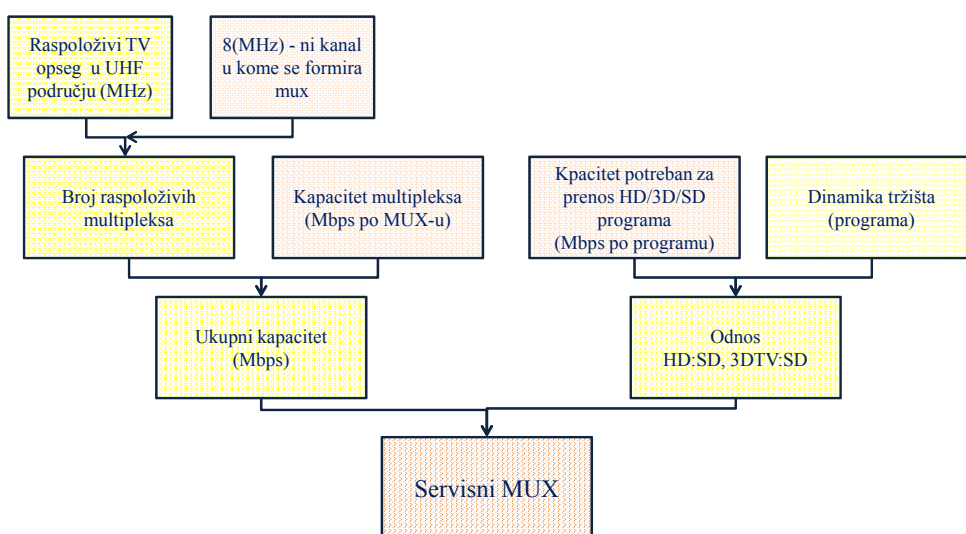 Raspoloživi TV
opseg u UHF
području (MHz)
8(MHz) - ni kanal
u kome se formira
mux
Broj raspoloživih
multipleksa
Kapacitet multipleksa
(Mbps po MUX-u)
Kpacitet potreban za
prenos HD/3D/SD
programa
(Mbps po programu)
Dinamika tržišta
(programa)
Ukupni kapacitet
(Mbps)
Odnos
HD:SD, 3DTV:SD
Servisni MUX